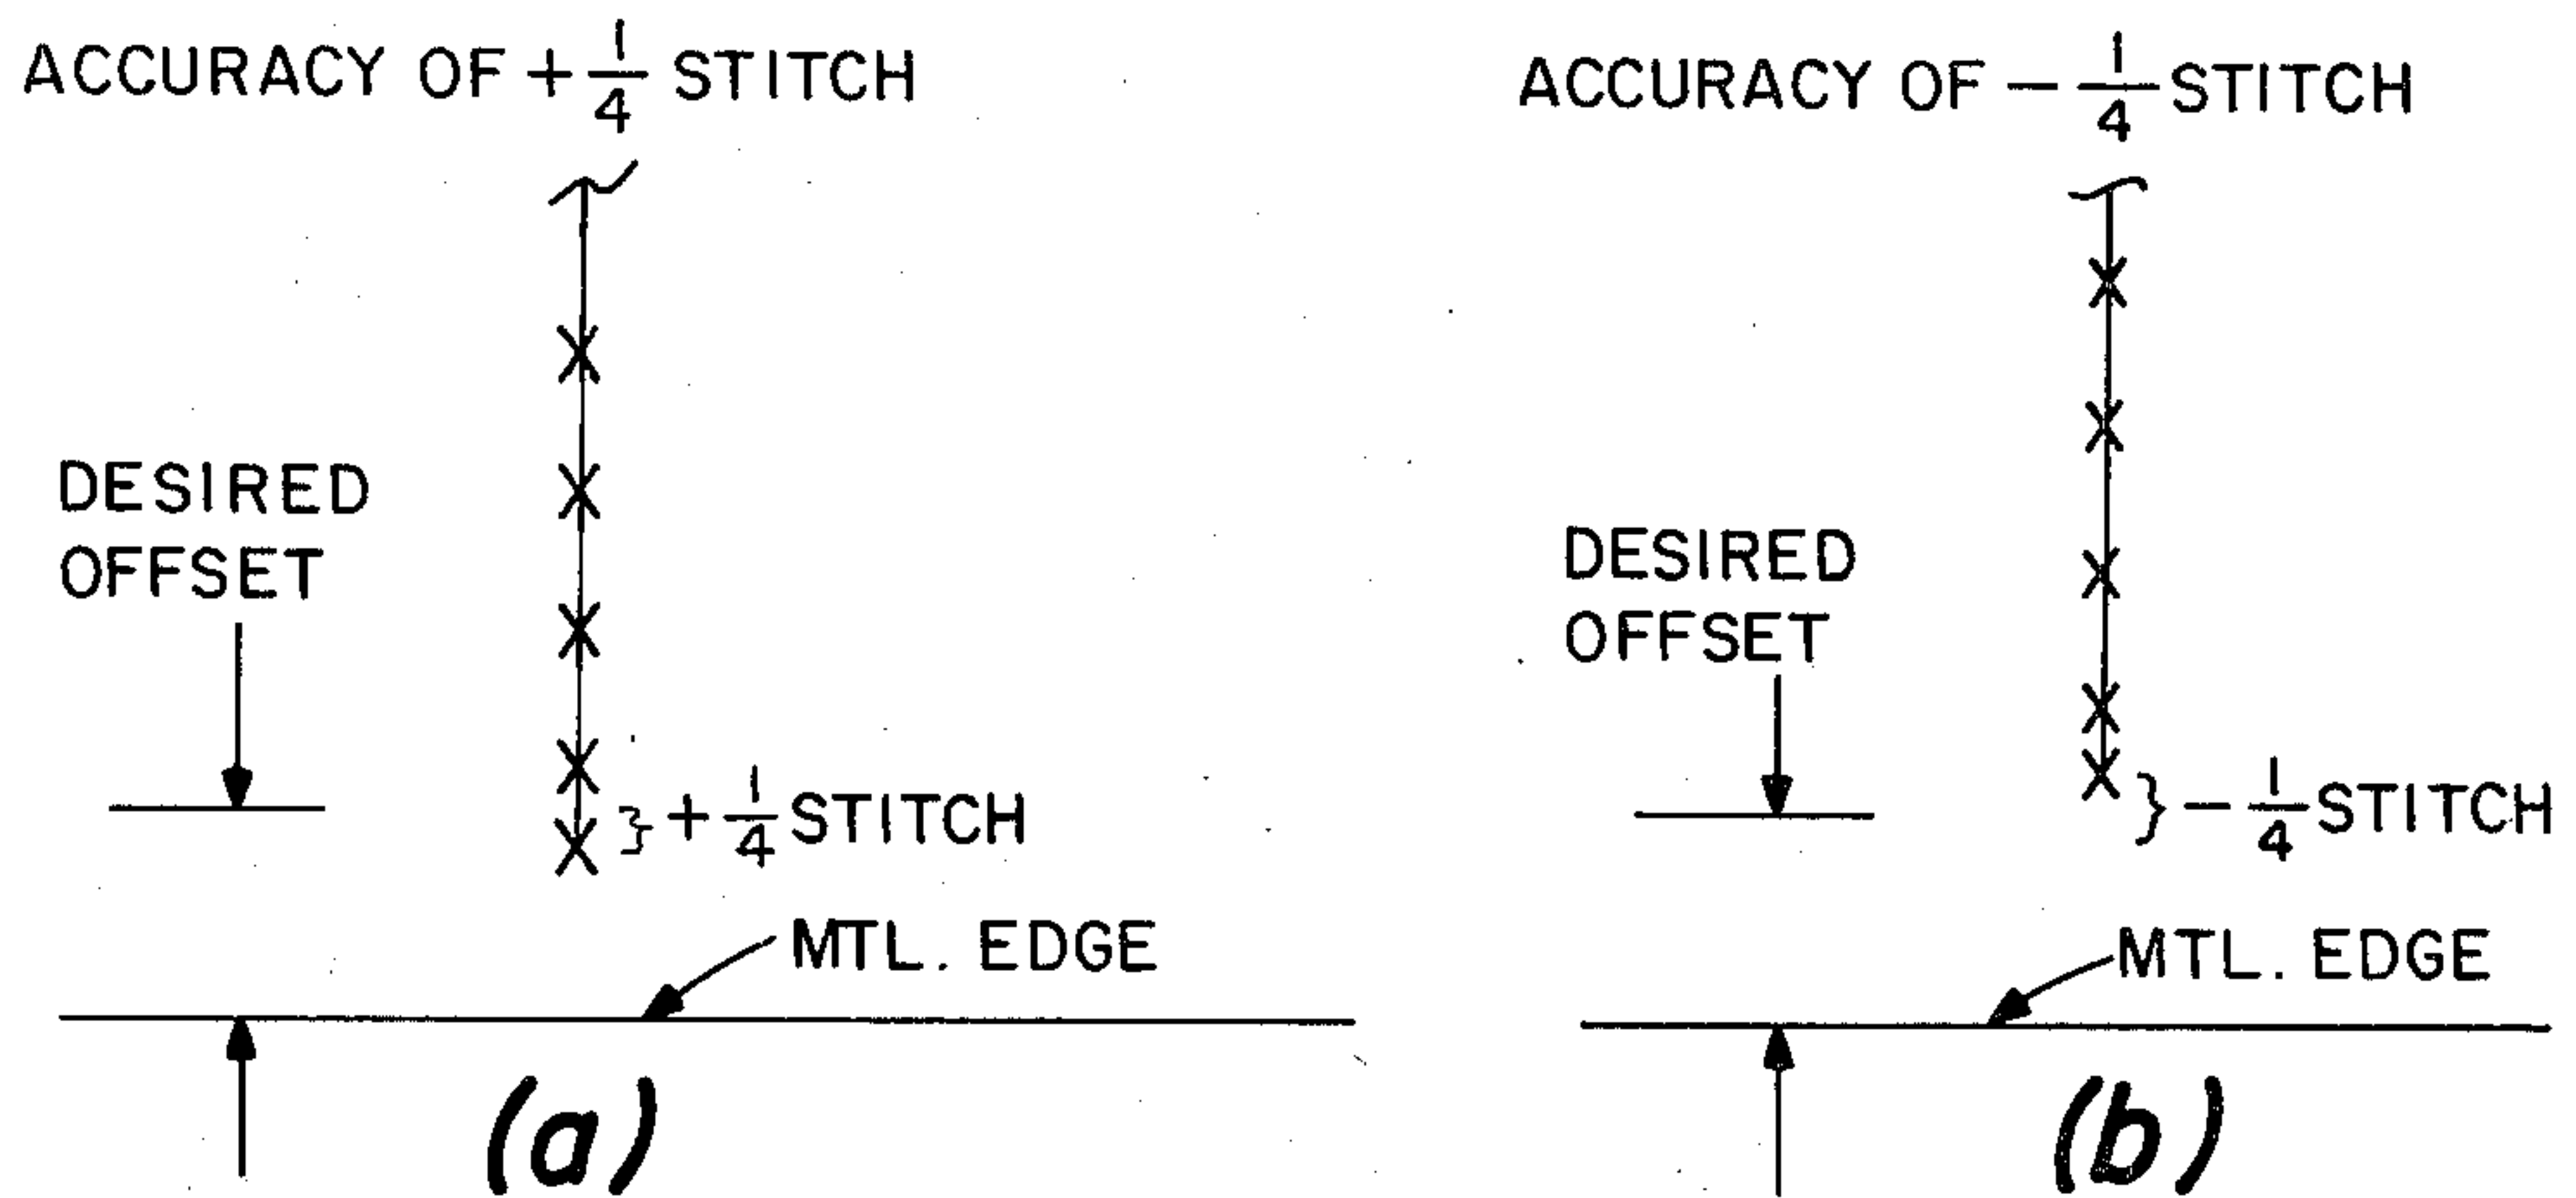 ACCURACY OF + 1/4 STITCH
DESIRED
OFFSET
+ 1/4 STITCH
MTL. EDGE
(a)
ACCURACY OF - 1/4 STITCH
DESIRED
OFFSET
- 1/4 STITCH
MTL. EDGE
(b)